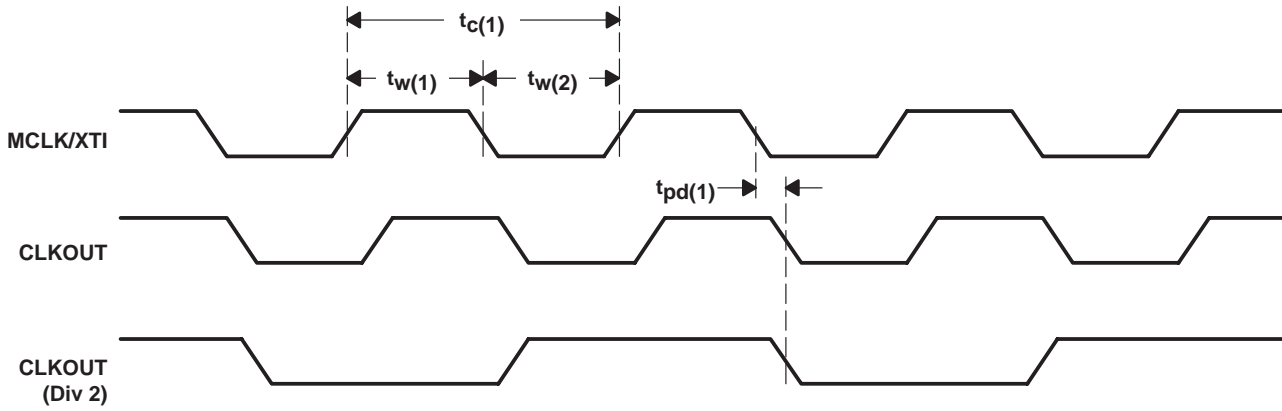 tc(1)
tw(1) tw(2)
MCLK/XTI
tpd(1)
CLKOUT
CLKOUT
(Div 2)